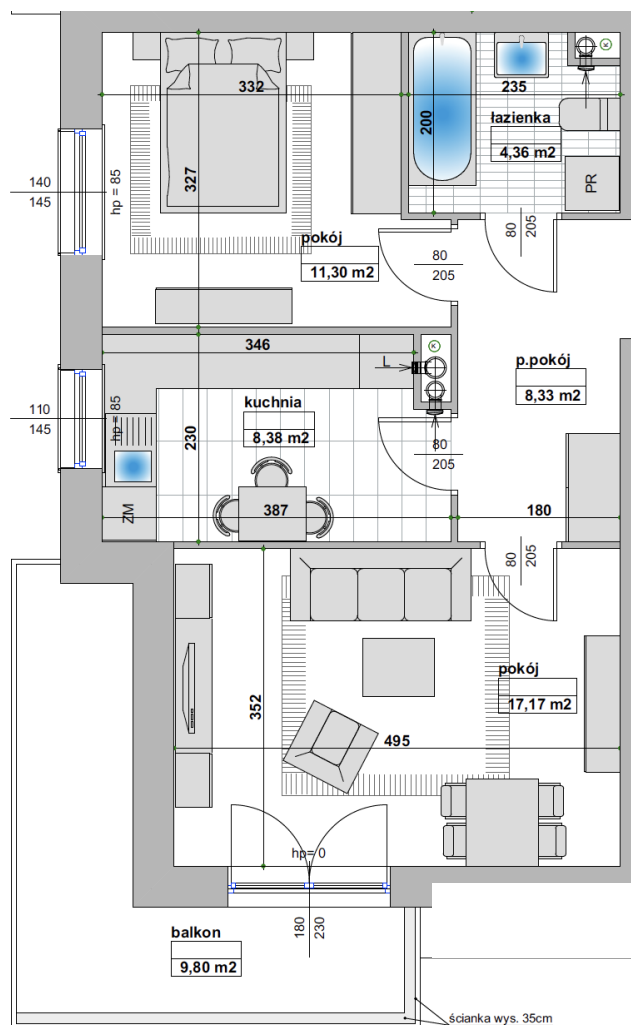 K
332
235
łazienka
4,36 m2
200
PR
140
145
hp = 85
327
80
205
pokój
11,30 m2
80
205
346
K
L
p.pokój
8,33 m2
kuchnia
8,38 m2
110
145
hp = 85
230
80
205
ZM
387
180
80
205
pokój
17,17 m2
352
495
hp= 0
180
230
balkon
9,80 m2
ścianka wys. 35cm